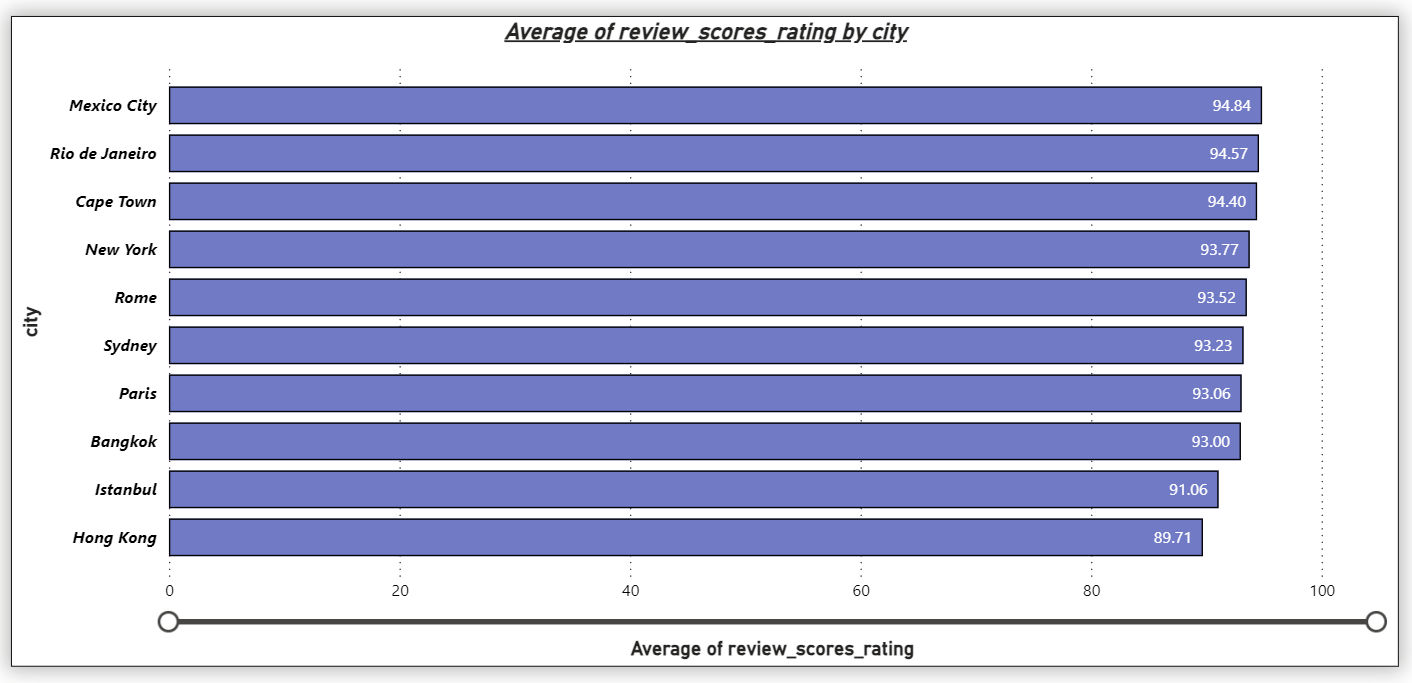 Average of review_scores_rating by city
city
Mexico City 94.84
Rio de Janeiro 94.57
Cape Town 94.40
New York 93.77
Rome 93.52
Sydney 93.23
Paris 93.06
Bangkok 93.00
Istanbul 91.06
Hong Kong 89.71
0 20 40 60 80 100
Average of review_scores_rating